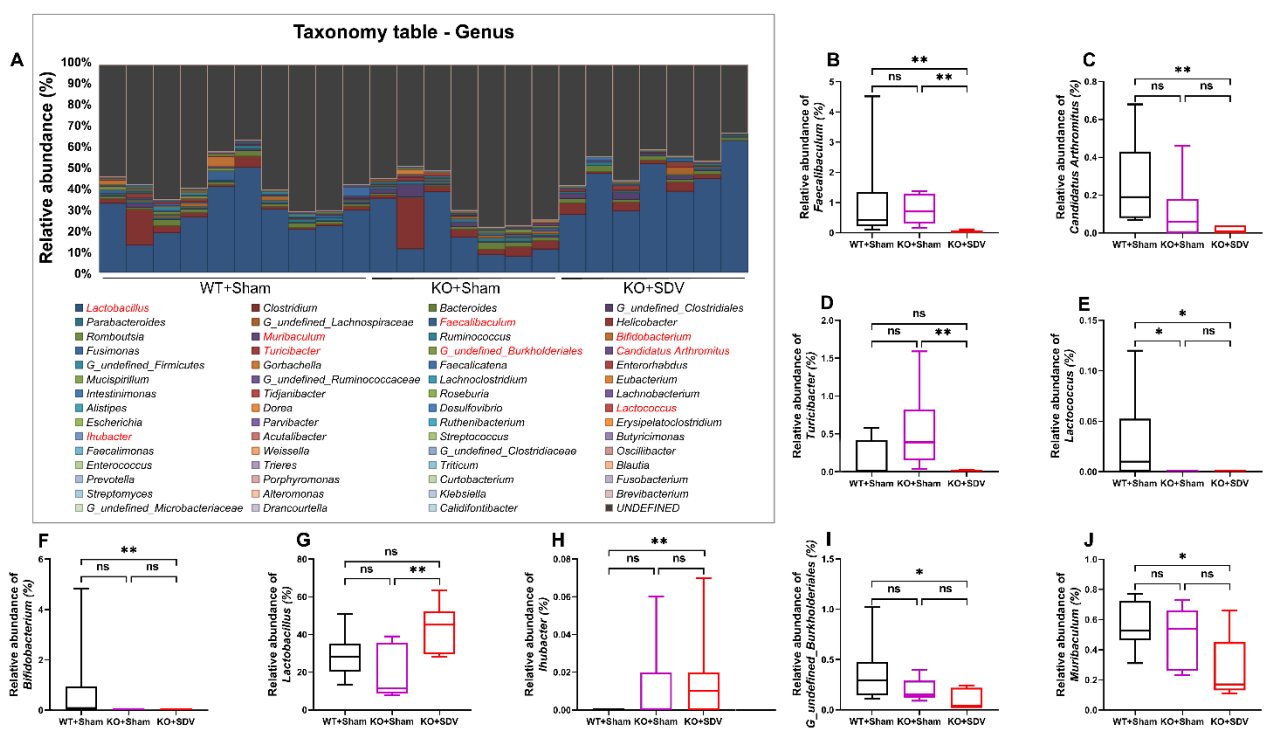 Taxonomy table - Genus
A
Relative abundance (%)
100%
90%
80%
70%
60%
50%
40%
30%
20%
10%
0%
WT+Sham KO+Sham KO+SDV
Lactobacillus Clostridium Bacteroides G_undefined_Clostridiales
Parabacteroides G_undefined_Lachnospiraceae Faecalibaculum Helicobacter
Romboutsia Muribaculum Ruminococcus Bifidobacterium
Fusimonas Turicibacter G_undefined_Burkholderiales Candidatus Arthromitus
G_undefined_Firmicutes Gorbachella Faecalicatena Enterorhabdus
Mucispirillum G_undefined_Ruminococcaceae Lachnoclostridium Eubacterium
Intestinimonas Tidjanibacter Roseburia Lachnobacterium
Alistipes Dorea Desulfovibrio Lactococcus
Escherichia Parvibacter Ruthenibacterium Erysipelatoclostridium
Ihubacter Acutalibacter Streptococcus Butyricimonas
Faecalimonas Weissella G_undefined_Clostridiaceae Oscillibacter
Enterococcus Trieres Triticum Blautia
Prevotella Porphyromonas Curtobacterium Fusobacterium
Streptomyces Alteromonas Klebsiella Brevibacterium
G_undefined_Microbacteriaceae Drancourtella Calidifontibacter UNDEFINED
B
Relative abundance of
Faecalibaculum (%)
5
4
3
2
1
0
**
ns **
WT+Sham KO+Sham KO+SDV
C
Relative abundance of
Candidatus Arthromitus (%)
0.8
0.6
0.4
0.2
0.0
**
ns ns
WT+Sham KO+Sham KO+SDV
D
Relative abundance of
Turicibacter (%)
2.0
1.5
1.0
0.5
0.0
ns
ns **
WT+Sham KO+Sham KO+SDV
E
Relative abundance of
Lactococcus (%)
0.15
0.10
0.05
0.00
*
* ns
WT+Sham KO+Sham KO+SDV
F
Relative abundance of
Bifidobacterium (%)
6
4
2
0
**
ns ns
WT+Sham KO+Sham KO+SDV
G
Relative abundance of
Lactobacillus (%)
80
60
40
20
0
ns
ns **
WT+Sham KO+Sham KO+SDV
H
Relative abundance of
Ihubacter (%)
0.08
0.06
0.04
0.02
0.00
**
ns ns
WT+Sham KO+Sham KO+SDV
I
Relative abundance of
G_undefined_Burkholderiales (%)
1.5
1.0
0.5
0.0
*
ns ns
WT+Sham KO+Sham KO+SDV
J
Relative abundance of
Muribaculum (%)
1.0
0.8
0.6
0.4
0.2
0.0
*
ns ns
WT+Sham KO+Sham KO+SDV